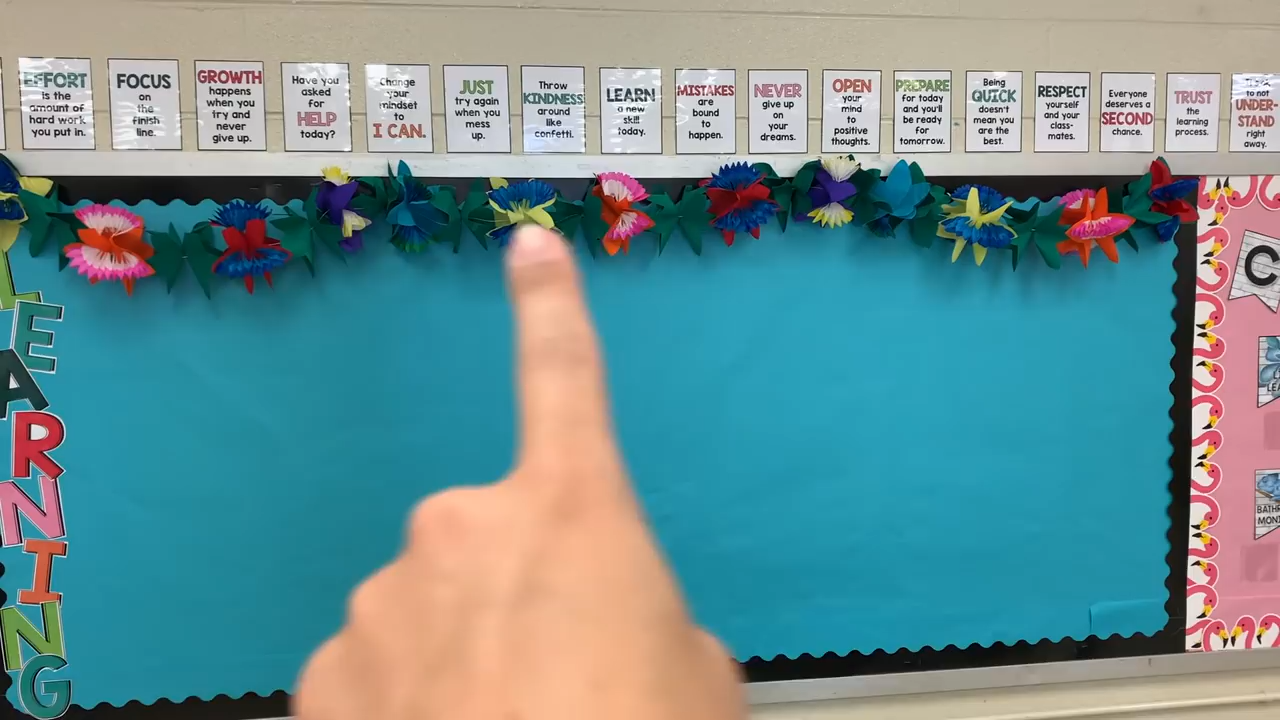 EFFORT
is the
amount of
hard work
you put in.
FOCUS
on
the
finish
line.
GROWTH
happens
when you
try and
never
give up.
Have you
asked
for
HELP
today?
Change
your
mindset
to
I CAN.
JUST
try again
when you
mess
up.
Throw
KINDNESS
around
like
confetti.
LEARN
a new
skill
today.
MISTAKES
are
bound
to
happen.
NEVER
give up
on
your
dreams.
OPEN
your
mind
to
positive
thoughts.
PREPARE
for today
and you'll
be ready
for
tomorrow.
Being
QUICK
doesn't
mean you
are the
best.
RESPECT
yourself
and your
class-
mates.
Everyone
deserves a
SECOND
chance.
TRUST
the
learning
process.
to not
UNDER-
STAND
right
away.
LEARNING
C
BATH